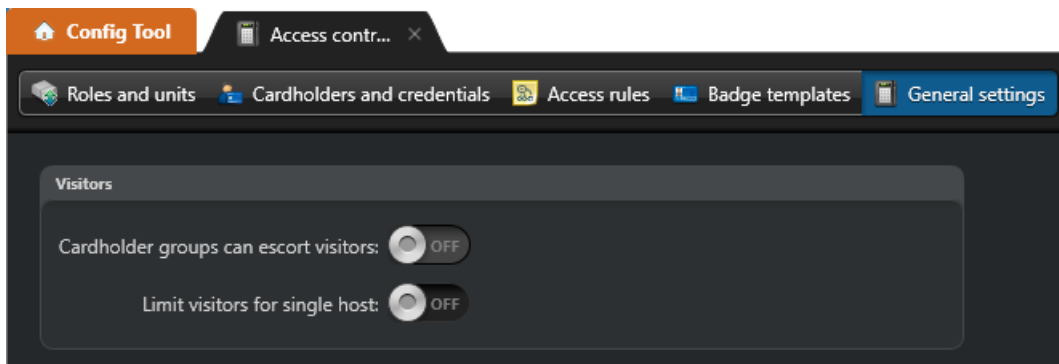 Config Tool
Access contr...
Roles and units Cardholders and credentials Access rules Badge templates General settings
Visitors
Cardholder groups can escort visitors: OFF
Limit visitors for single host: OFF